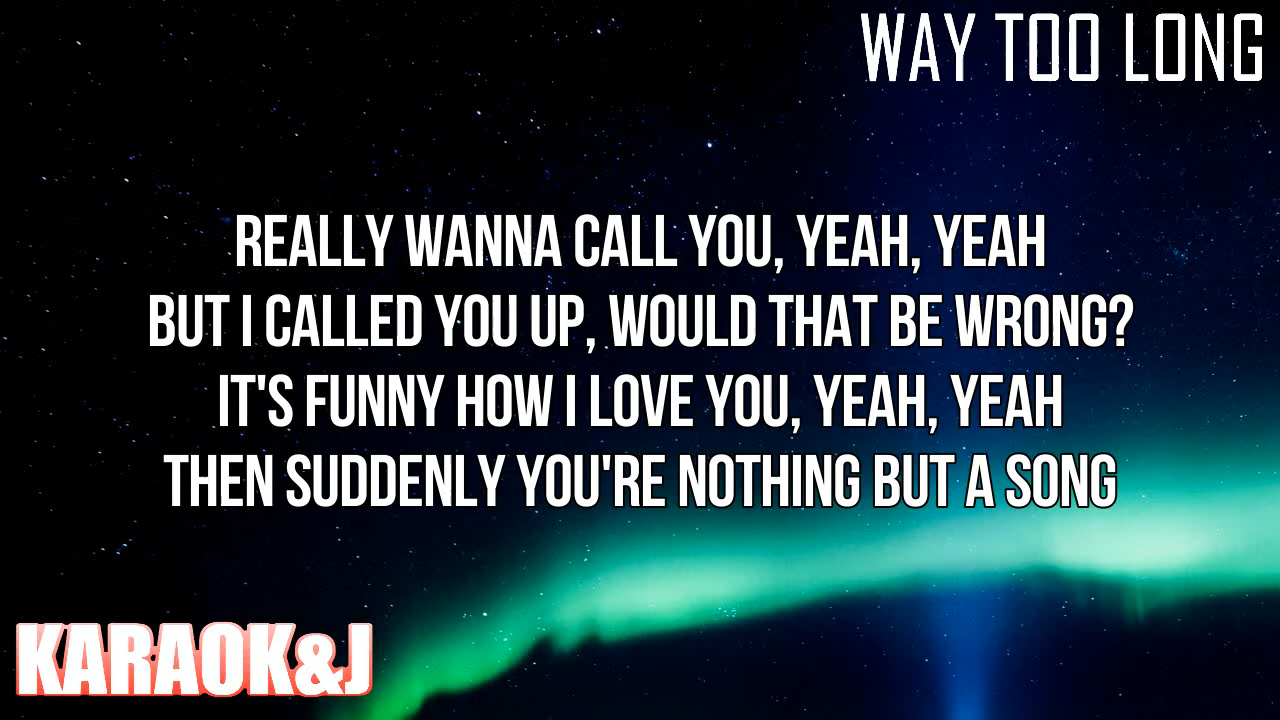 WAY TOO LONG
REALLY WANNA CALL YOU, YEAH, YEAH
BUT I CALLED YOU UP, WOULD THAT BE WRONG?
IT'S FUNNY HOW I LOVE YOU, YEAH, YEAH
THEN SUDDENLY YOU'RE NOTHING BUT A SONG
KARAOK&J